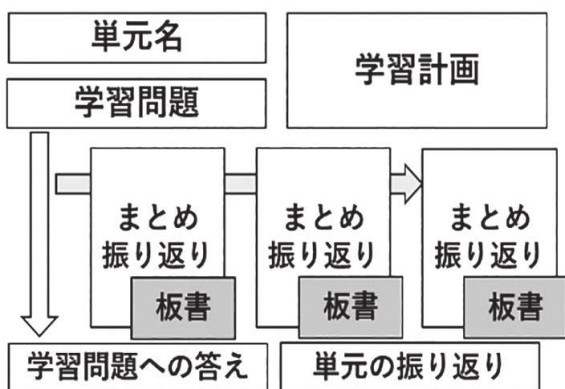 単元名
学習計画
学習問題
まとめ
振り返り
板書
まとめ
振り返り
板書
まとめ
振り返り
板書
学習問題への答え
単元の振り返り